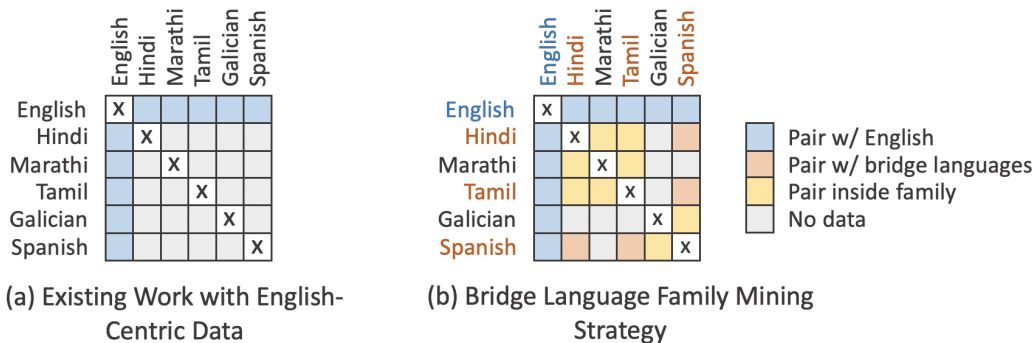 English
Hindi
Marathi
Tamil
Galician
Spanish
English X
Hindi X
Marathi X
Tamil X
Galician X
Spanish X
(a) Existing Work with English-
Centric Data
English
Hindi
Marathi
Tamil
Galician
Spanish
English X
Hindi X
Marathi X
Tamil X
Galician X
Spanish X
(b) Bridge Language Family Mining
Strategy
Pair w/ English
Pair w/ bridge languages
Pair inside family
No data